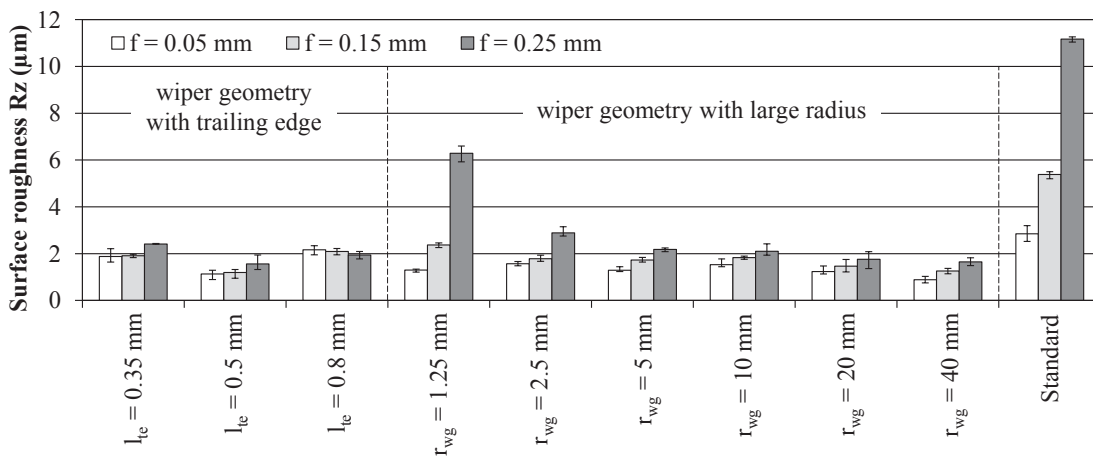 12
10
8
6
4
2
0
Surface roughness Rz (µm)
f = 0.05 mm f = 0.15 mm f = 0.25 mm
wiper geometry
with trailing edge
wiper geometry with large radius
l_te = 0.35 mm
l_te = 0.5 mm
l_te = 0.8 mm
r_wg = 1.25 mm
r_wg = 2.5 mm
r_wg = 5 mm
r_wg = 10 mm
r_wg = 20 mm
r_wg = 40 mm
Standard